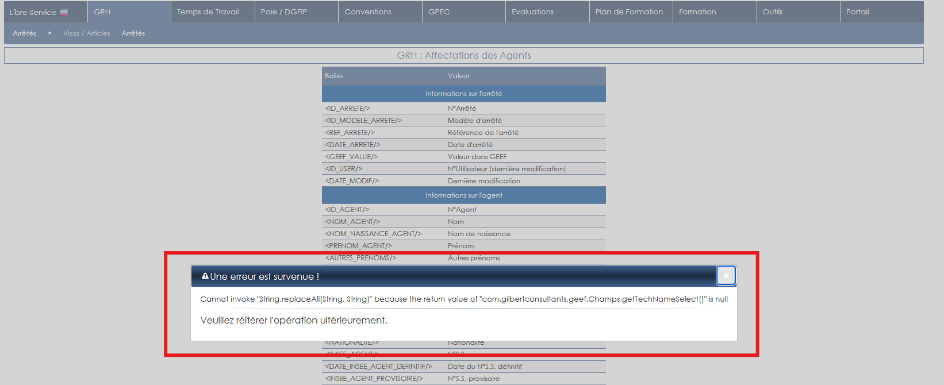 Libre-Service GRH Temps de Travail Paie / DGFIP Conventions GPEC Evaluations Plan de Formation Formation Outils Portail
Arrêtés Visas / Articles Arrêtés
GRH : Affectations des Agents
Balise Valeur
Informations sur l'arrêté
<ID_ARRETE/> N°Arrêté
<ID_MODELE_ARRETE/> Modèle d'arrêté
<REF_ARRETE/> Référence de l'arrêté
<DATE_ARRETE/> Date d'arrêté
<GEEF_VALUE/> Valeur dans GEEF
<ID_USER/> N°Utilisateur (dernière modification)
<DATE_MODIF/> Dernière modification
Informations sur l'agent
<ID_AGENT/> N°Agent
<NOM_AGENT/> Nom
<NOM_NAISSANCE_AGENT/> Nom de naissance
<PRENOM_AGENT/> Prénom
<AUTRES_PRENOMS/> Autres prénoms
Une erreur est survenue !
Cannot invoke "String.replaceAll(String, String)" because the return value of "com.gilbertconsultants.geef.Champs.getTechNameSelect()" is null
Veuillez réitérer l'opération ultérieurement.
<NATIONALITE/> Nationalité
<DATE_INSEE_AGENT_DEFINITIF/> Date du N°S.S. définitif
<INSEE_AGENT_PROVISOIRE/> N°S.S. provisoire